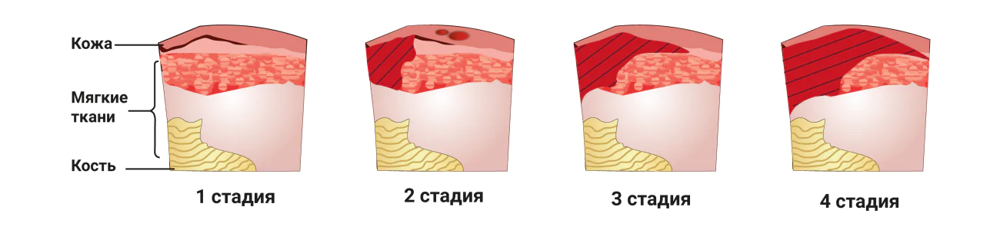 Кожа
Мягкие
ткани
Кость
1 стадия
2 стадия
3 стадия
4 стадия